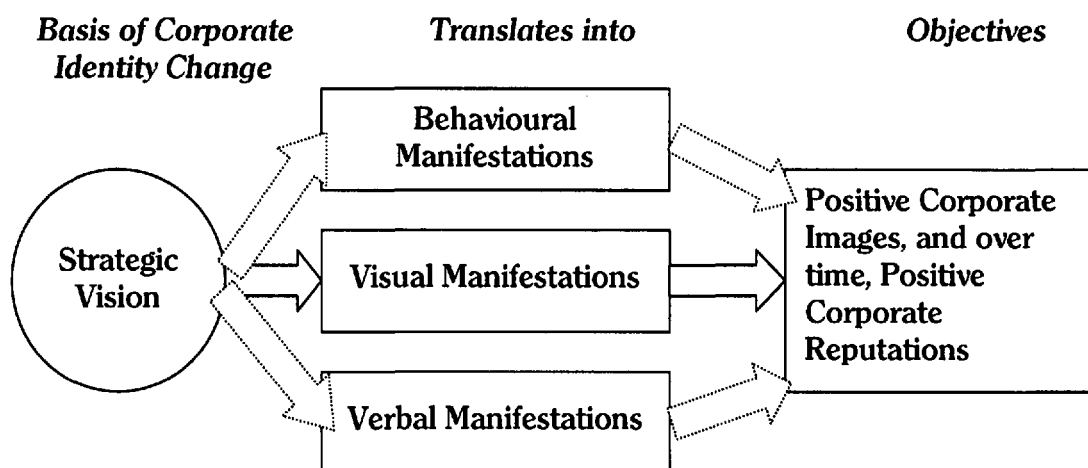 Basis of Corporate
Identity Change
Translates into
Objectives
Behavioural
Manifestations
Strategic
Vision
Visual Manifestations
Verbal Manifestations
Positive Corporate
Images, and over
time, Positive
Corporate
Reputations